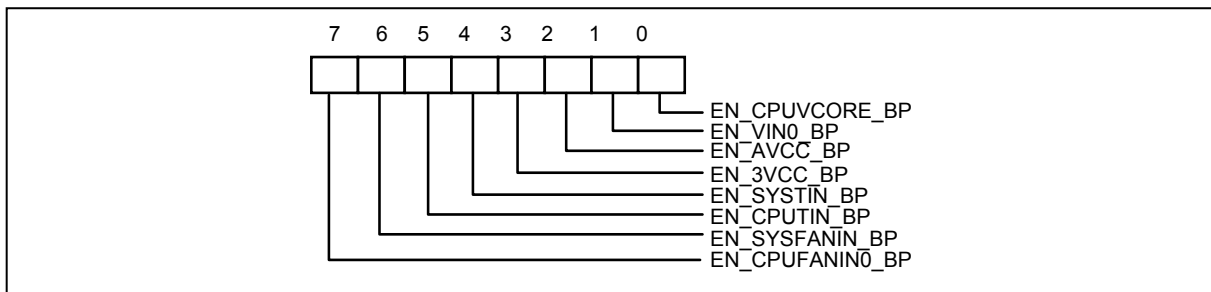 7 6 5 4 3 2 1 0
EN_CPUVCORE_BP
EN_VIN0_BP
EN_AVCC_BP
EN_3VCC_BP
EN_SYSTIN_BP
EN_CPUTIN_BP
EN_SYSFANIN_BP
EN_CPUFANIN0_BP